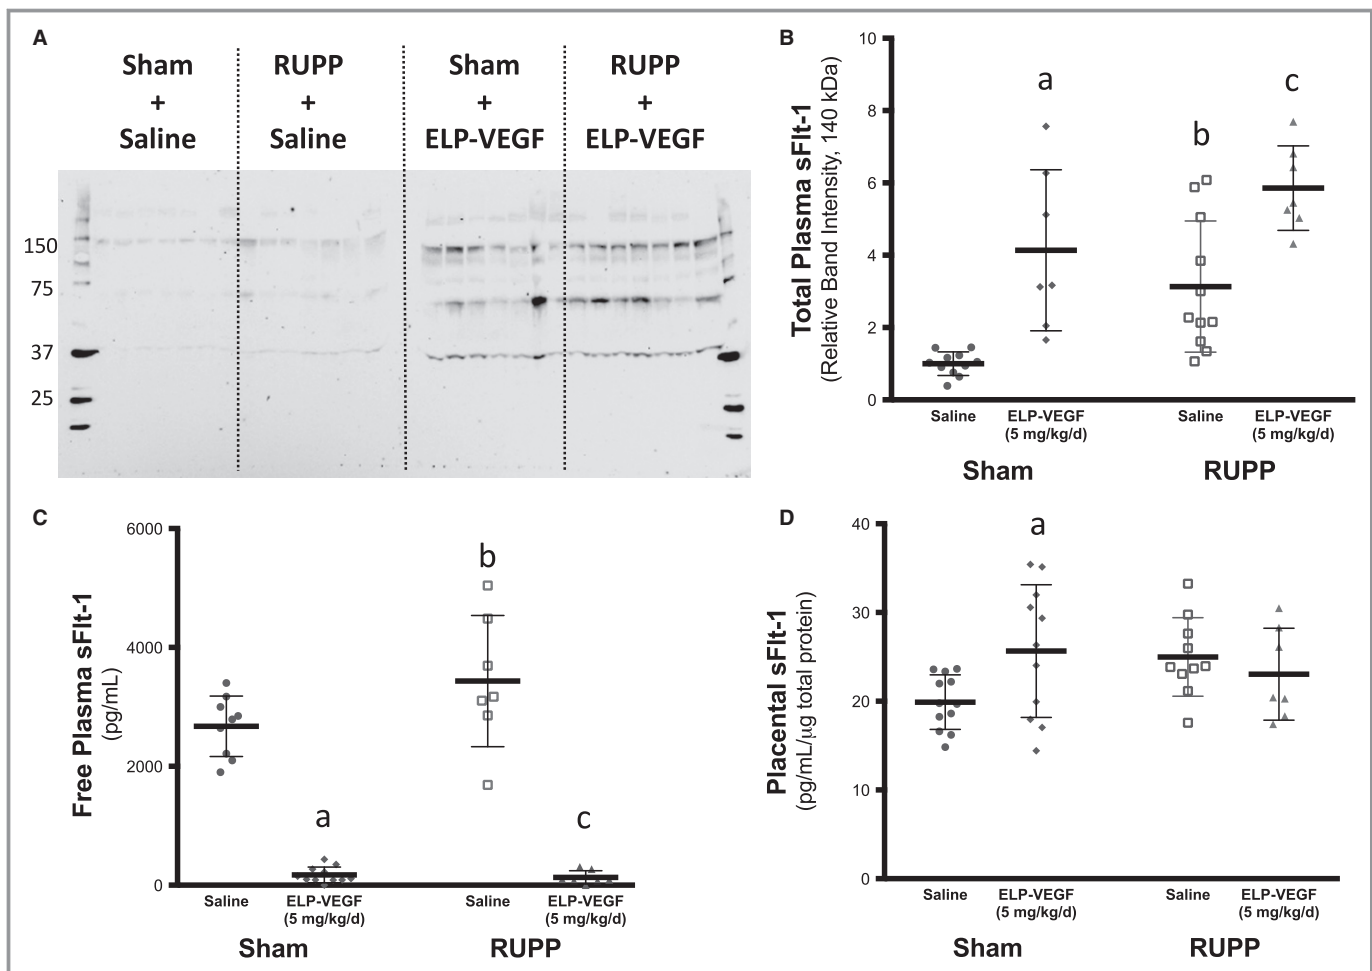 A
Sham
+
Saline
RUPP
+
Saline
Sham
+
ELP-VEGF
RUPP
+
ELP-VEGF
150
75
37
25
B
Total Plasma sFlt-1
(Relative Band Intensity, 140 kDa)
10
8
6
4
2
0
a
b
c
Saline
ELP-VEGF
(5 mg/kg/d)
Saline
ELP-VEGF
(5 mg/kg/d)
Sham
RUPP
C
Free Plasma sFlt-1
(pg/mL)
6000
4000
2000
0
a
b
c
Saline
ELP-VEGF
(5 mg/kg/d)
Saline
ELP-VEGF
(5 mg/kg/d)
Sham
RUPP
D
Placental sFlt-1
(pg/mL/μg total protein)
40
30
20
10
0
a
Saline
ELP-VEGF
(5 mg/kg/d)
Saline
ELP-VEGF
(5 mg/kg/d)
Sham
RUPP